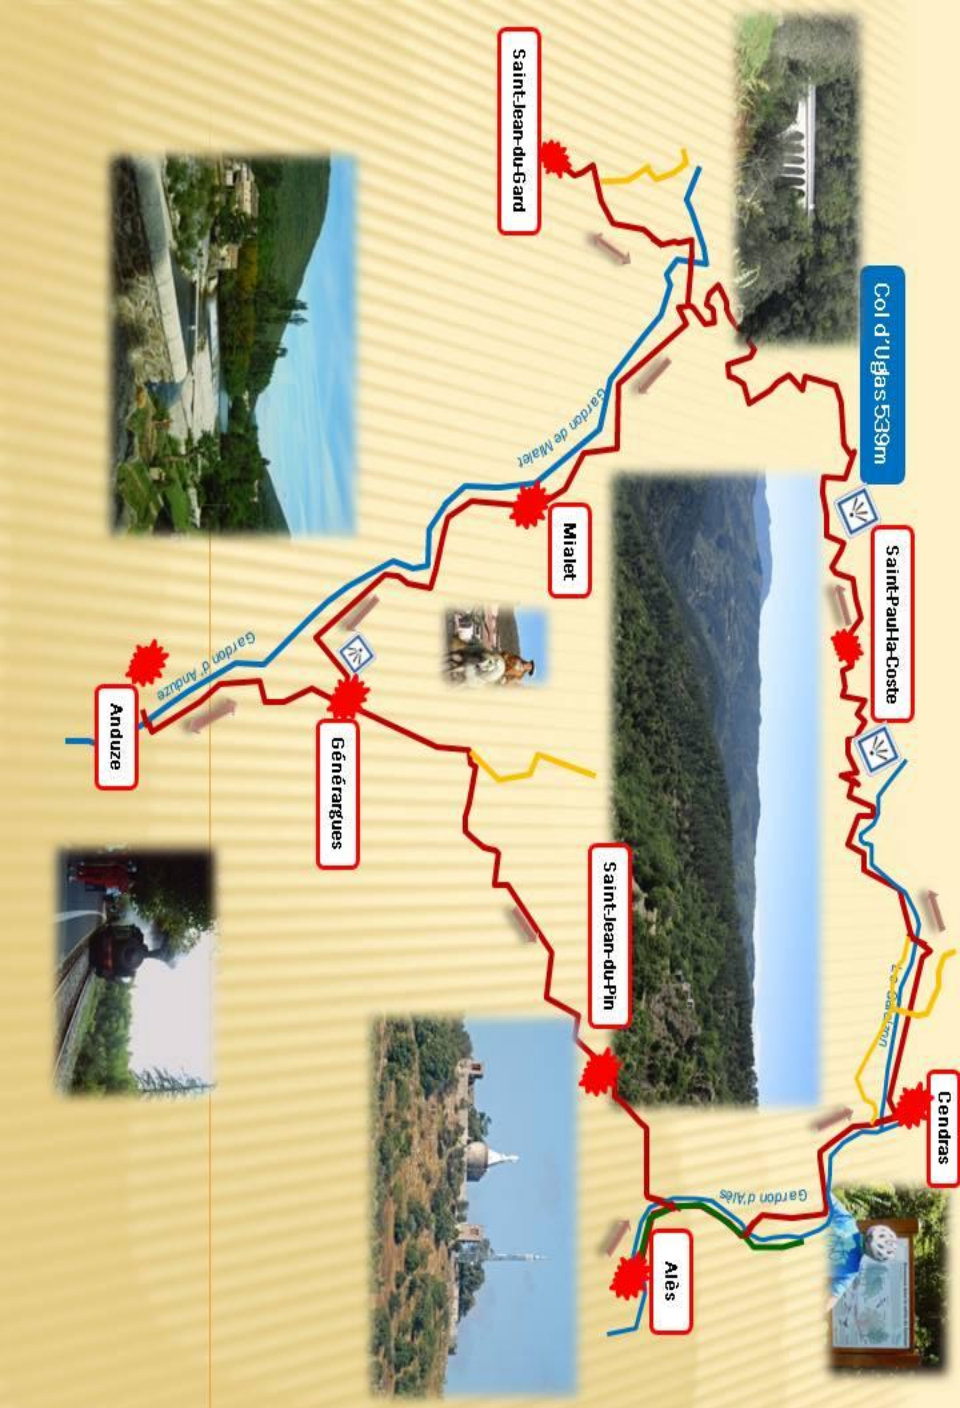 Col d'Uglas 539m
Saint-Paul-la-Coste
Cendras
Saint-Jean-du-Gard
Gardon de Mialet
Mialet
Saint-Jean-du-Pin
Gardon d'Alès
Alès
Générargues
Gardon d'Anduze
Anduze